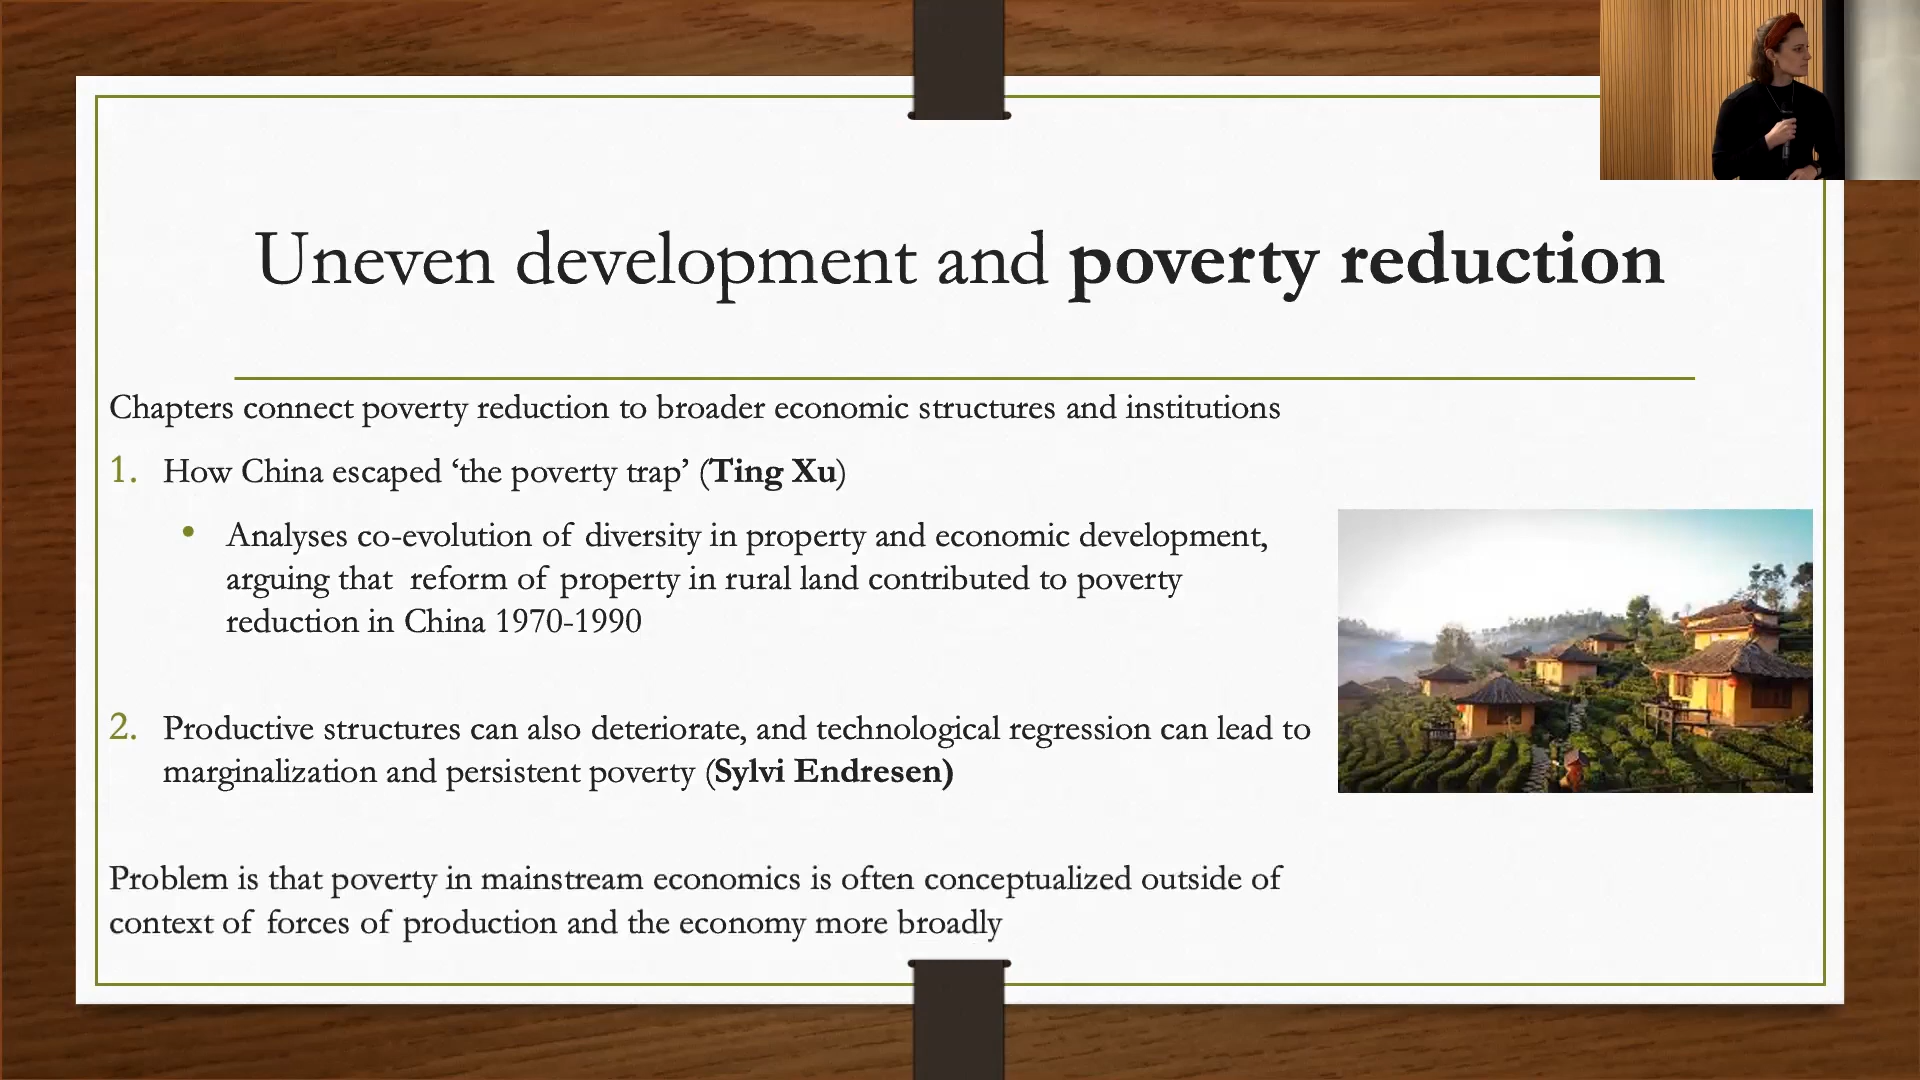 Uneven development and poverty reduction
Chapters connect poverty reduction to broader economic structures and institutions
1. How China escaped ‘the poverty trap’ (Ting Xu)
• Analyses co-evolution of diversity in property and economic development,
arguing that reform of property in rural land contributed to poverty
reduction in China 1970-1990
2. Productive structures can also deteriorate, and technological regression can lead to
marginalization and persistent poverty (Sylvi Endresen)
Problem is that poverty in mainstream economics is often conceptualized outside of
context of forces of production and the economy more broadly